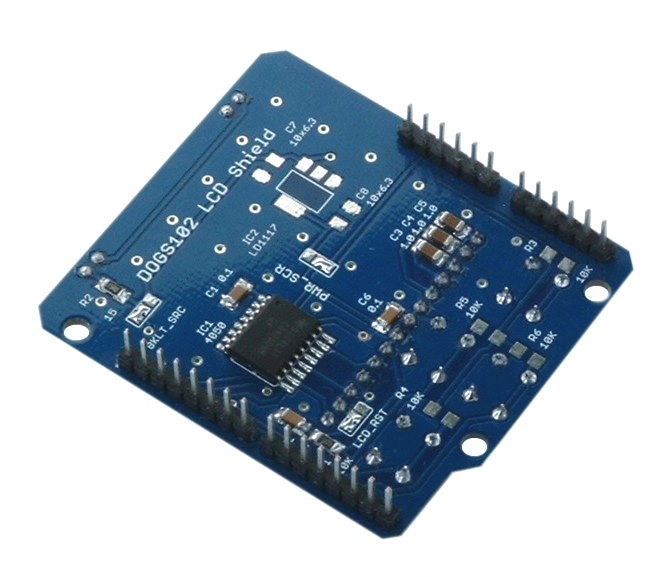 C7
10x6.3
DOGS102 LCD Shield
C8
10x6.3
IC2
LD1117
C3 C4 C5
1.0 1.0 1.0
R3
10K
PWR_SCR
R2
15
C1 0.1
BKLT_SRC
IC1
4050
C6
0.1
R5
10K
R6
10K
R4
10K
LCD_RST